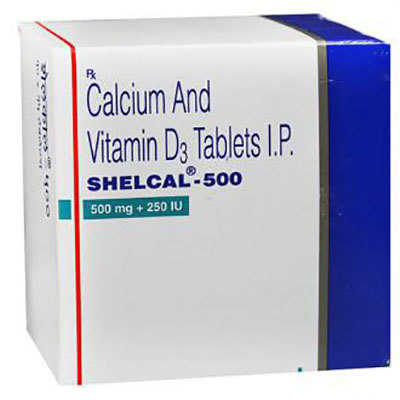 Rx
Calcium And
Vitamin D3 Tablets I.P.
SHELCAL®-500
500 mg + 250 IU